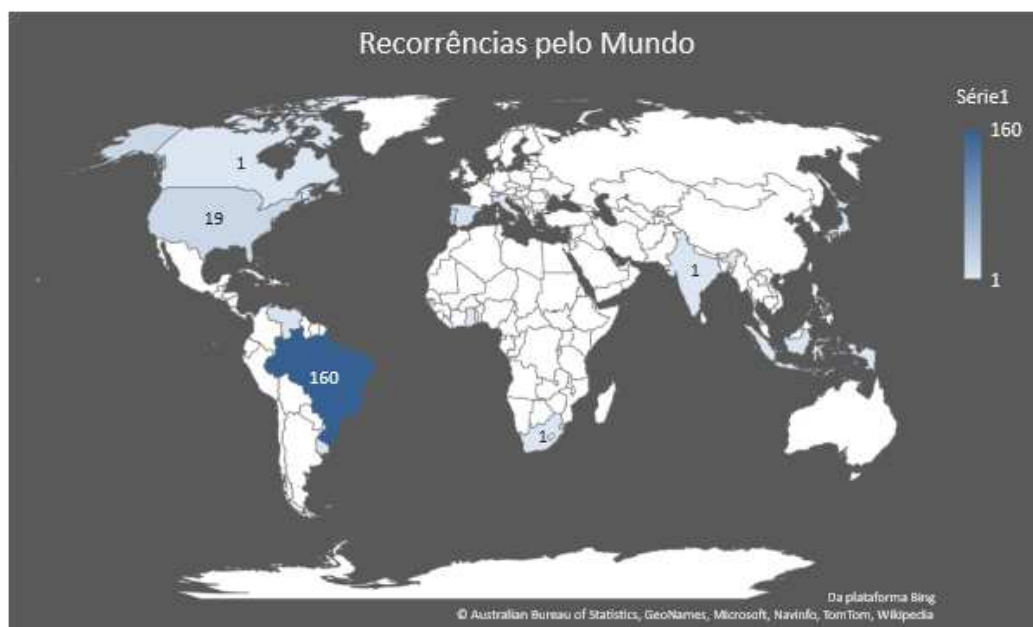 Recorrências pelo Mundo
Série1
160
1
1
19
1
160
1
Da plataforma Bing
© Australian Bureau of Statistics, GeoNames, Microsoft, Navinfo, TomTom, Wikipedia